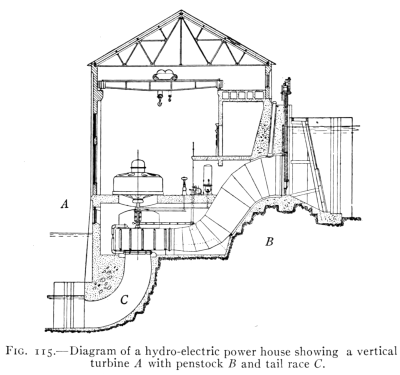 A
B
C
FIG. 115.—Diagram of a hydro-electric power house showing a vertical
turbine A with penstock B and tail race C.